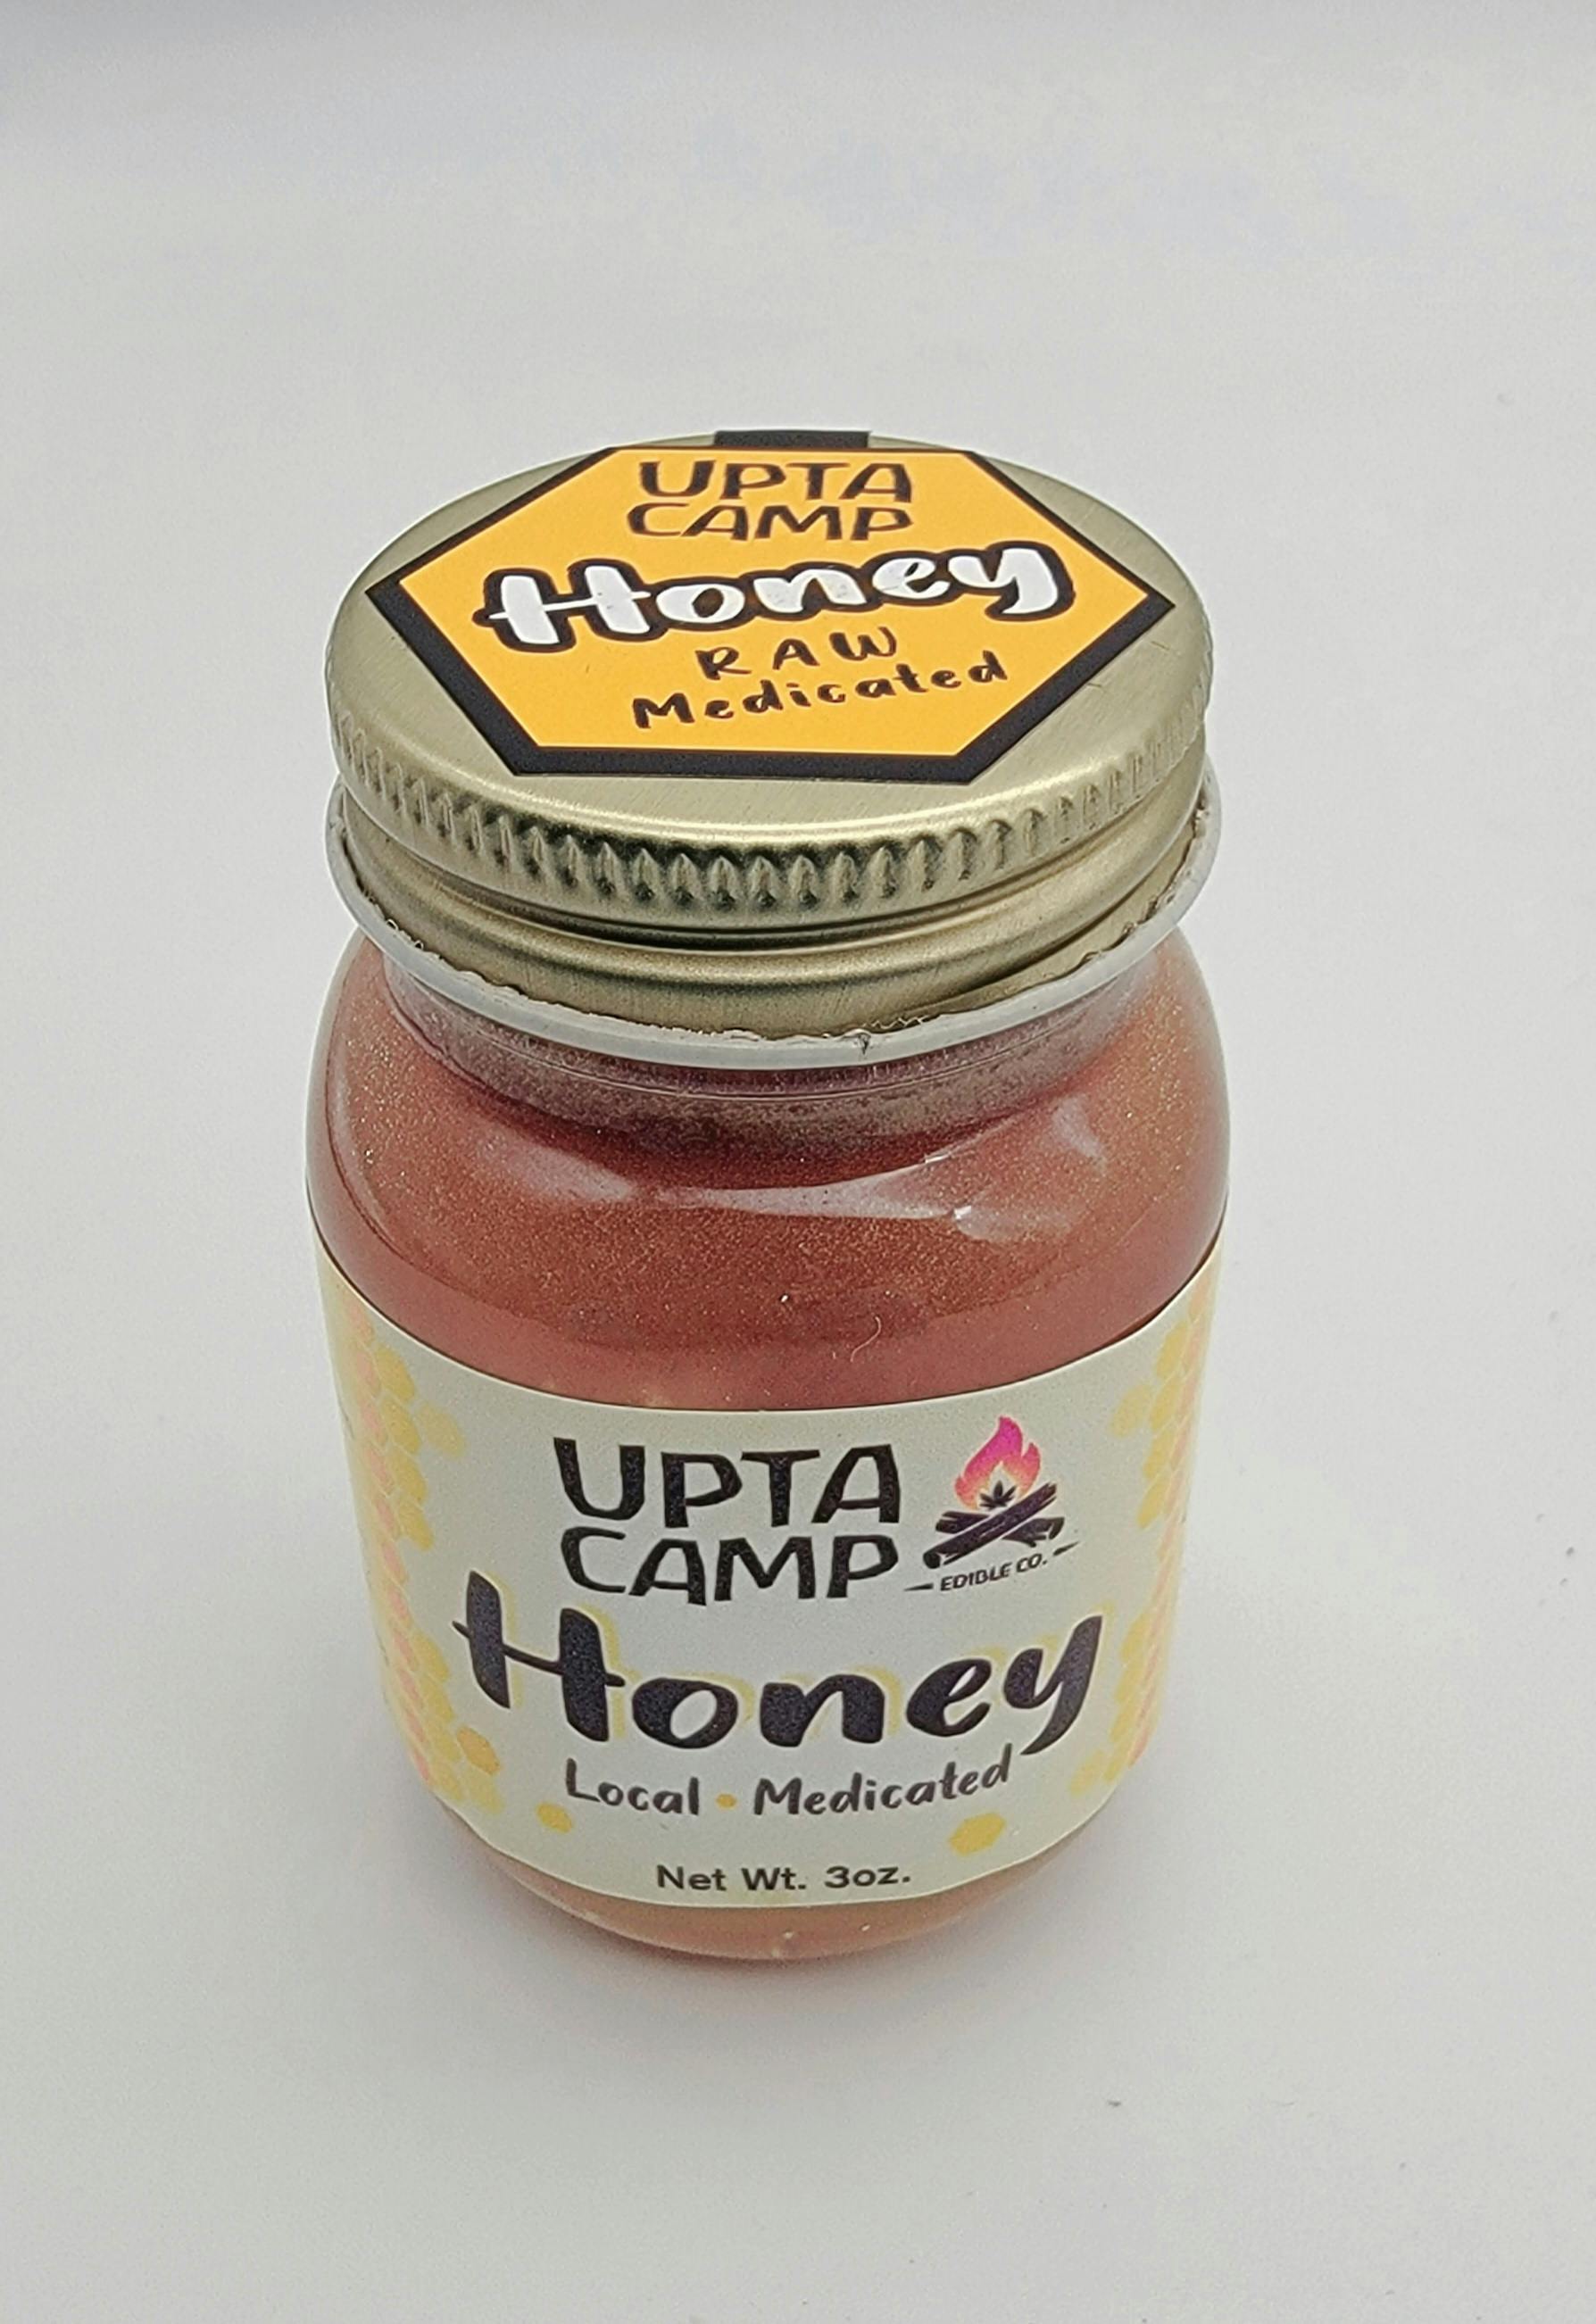 UPTA
CAMP
Honey
RAW
Medicated
UPTA
CAMP
EDIBLE CO.
Honey
Local • Medicated
Net Wt. 3oz.